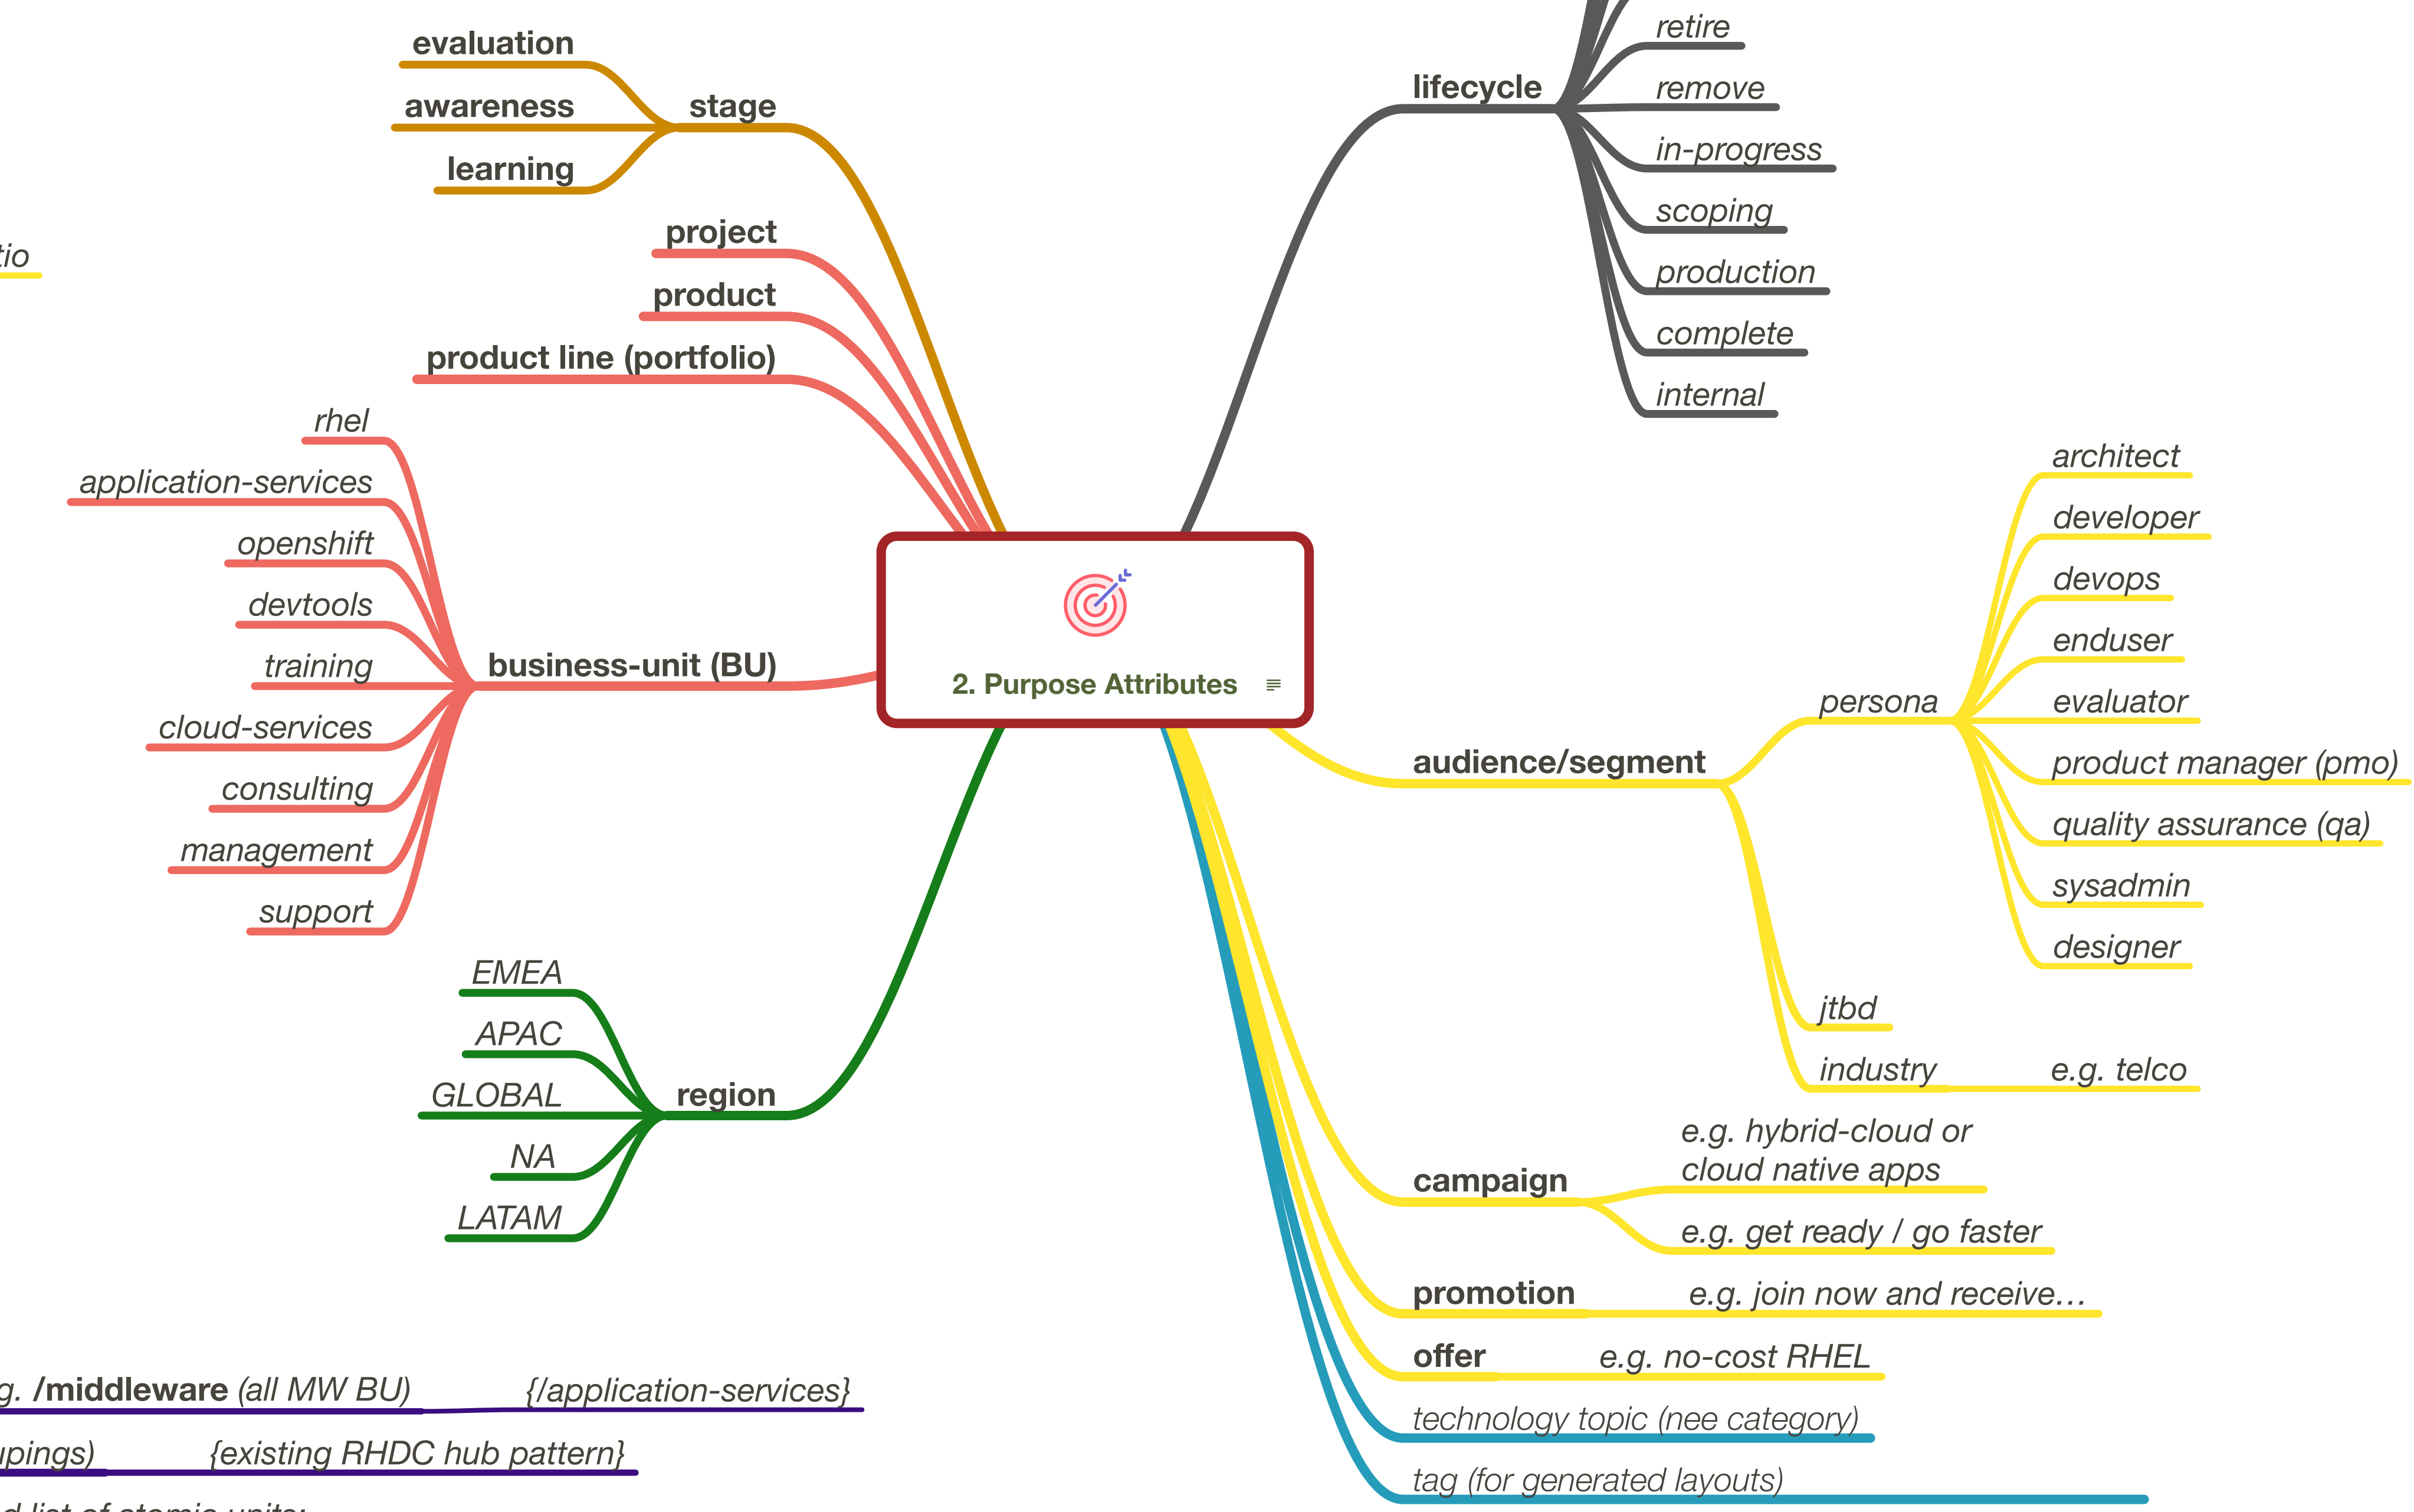 evaluation
awareness
learning
stage
project
product
product line (portfolio)
rhel
application-services
openshift
devtools
training
cloud-services
consulting
management
support
business-unit (BU)
EMEA
APAC
GLOBAL
NA
LATAM
region
2. Purpose Attributes
lifecycle
retire
remove
in-progress
scoping
production
complete
internal
audience/segment
persona
architect
developer
devops
enduser
evaluator
product manager (pmo)
quality assurance (qa)
sysadmin
designer
jtbd
industry
e.g. telco
campaign
e.g. hybrid-cloud or
cloud native apps
e.g. get ready / go faster
promotion
e.g. join now and receive…
offer
e.g. no-cost RHEL
technology topic (nee category)
tag (for generated layouts)
/middleware (all MW BU)
{/application-services}
{existing RHDC hub pattern}